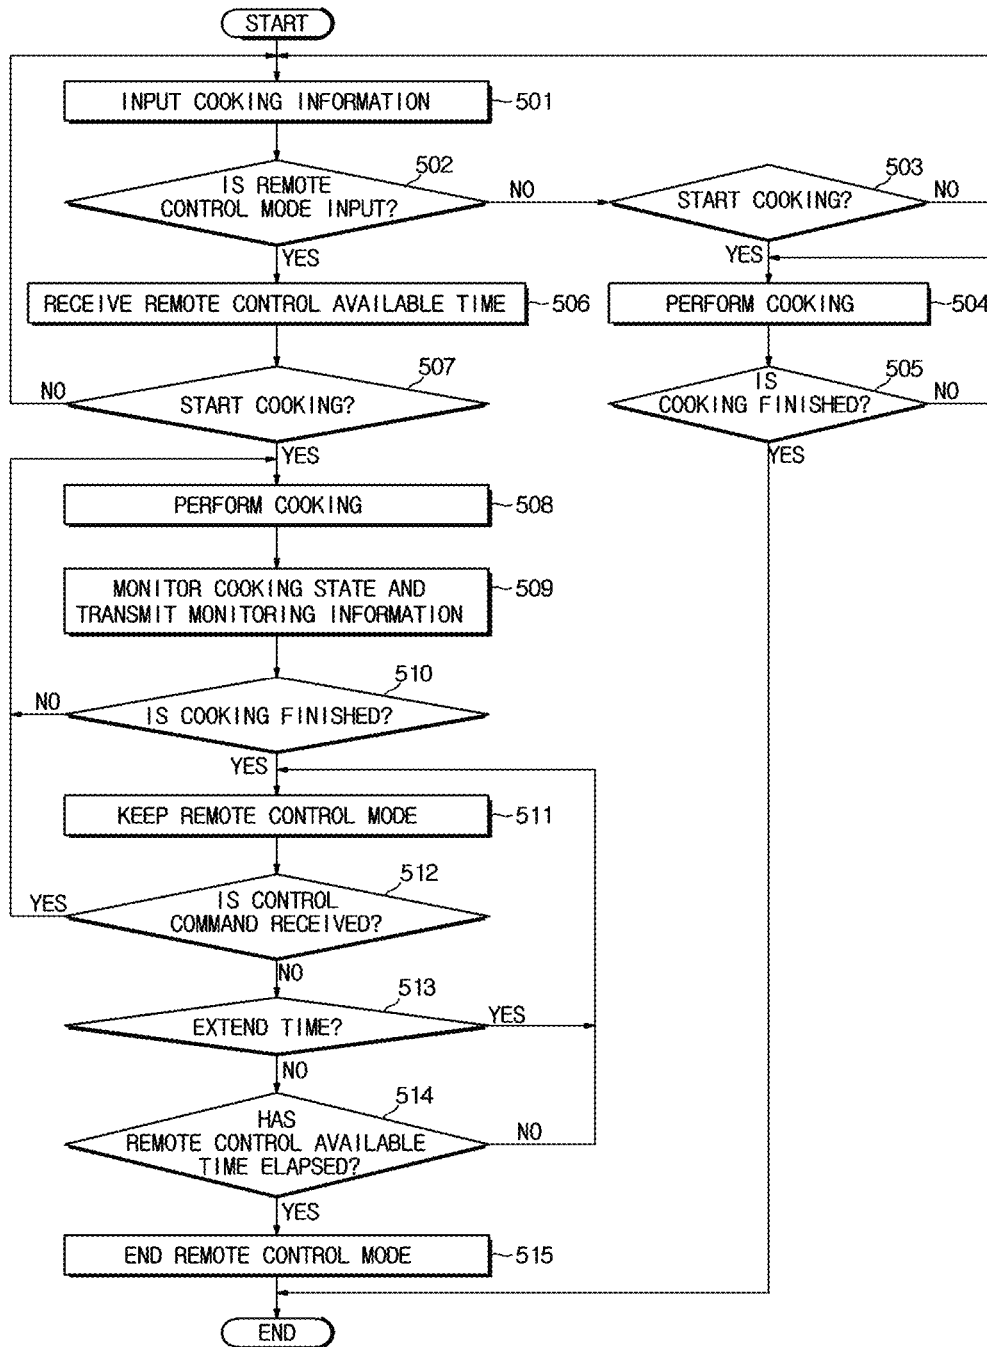 START
INPUT COOKING INFORMATION
501
IS REMOTE
CONTROL MODE INPUT?
502
NO
START COOKING?
503
NO
YES
YES
RECEIVE REMOTE CONTROL AVAILABLE TIME
506
PERFORM COOKING
504
NO
START COOKING?
507
IS
COOKING FINISHED?
505
NO
YES
YES
PERFORM COOKING
508
MONITOR COOKING STATE AND
TRANSMIT MONITORING INFORMATION
509
NO
IS COOKING FINISHED?
510
YES
KEEP REMOTE CONTROL MODE
511
YES
IS CONTROL
COMMAND RECEIVED?
512
NO
EXTEND TIME?
513
YES
NO
HAS
REMOTE CONTROL AVAILABLE
TIME ELAPSED?
514
NO
YES
END REMOTE CONTROL MODE
515
END